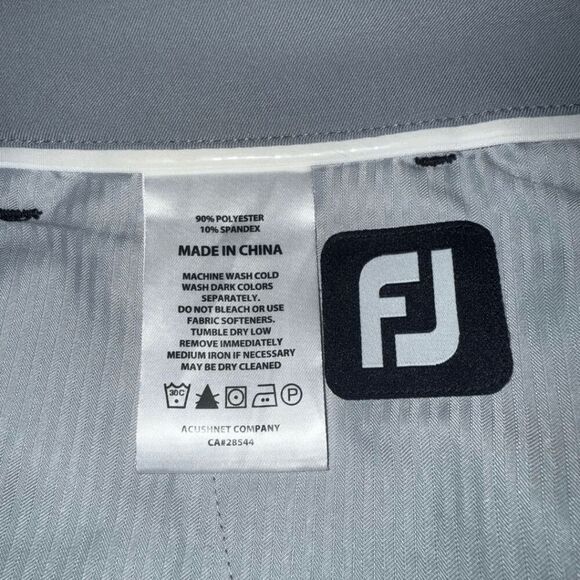 90% POLYESTER
10% SPANDEX
MADE IN CHINA
MACHINE WASH COLD
WASH DARK COLORS
SEPARATELY.
DO NOT BLEACH OR USE
FABRIC SOFTENERS.
TUMBLE DRY LOW
REMOVE IMMEDIATELY
MEDIUM IRON IF NECESSARY
MAY BE DRY CLEANED
30C P
ACUSHNET COMPANY
CA#28544
FJ